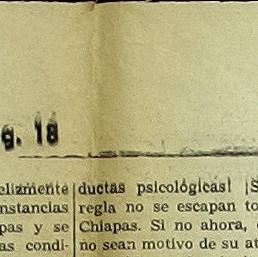 g. 18
elizmente
nstancias
pas y se
as condi-
ductas psicológicas! ¡S
regla no se escapan to
Chiapas. Si no ahora,
no sean motivo de su at